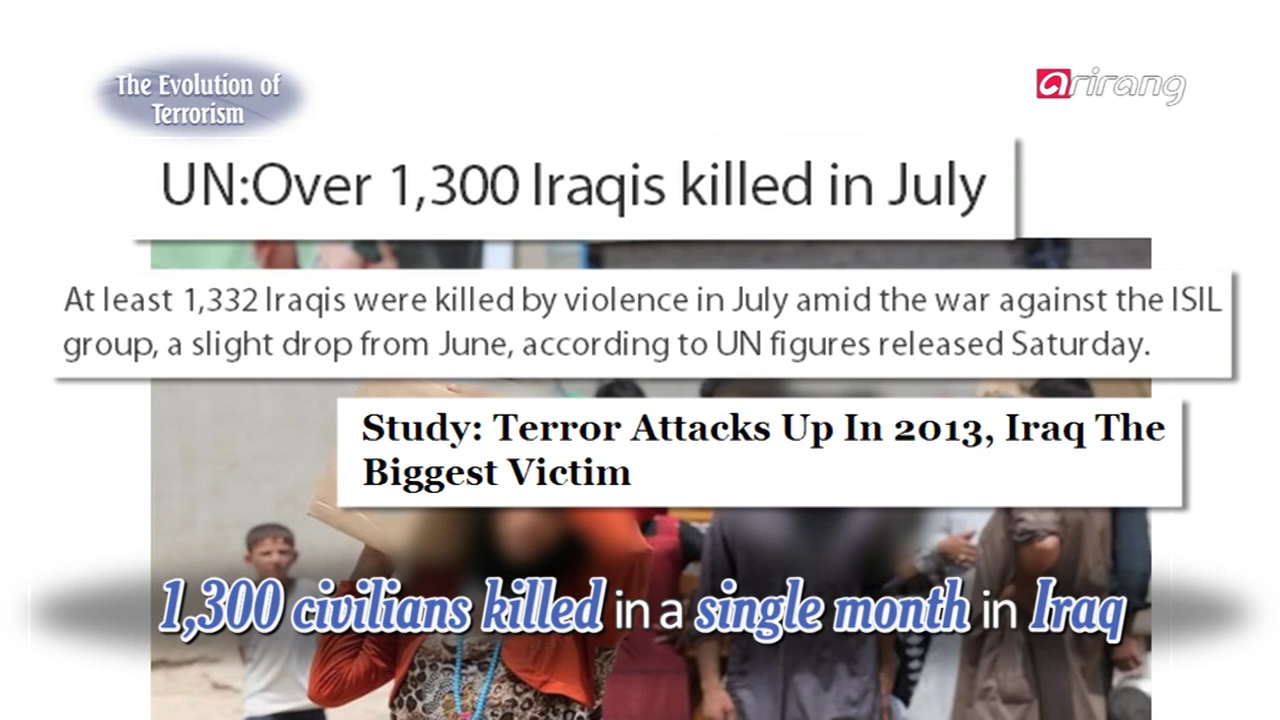 The Evolution of
Terrorism
arirang
UN:Over 1,300 Iraqis killed in July
At least 1,332 Iraqis were killed by violence in July amid the war against the ISIL
group, a slight drop from June, according to UN figures released Saturday.
Study: Terror Attacks Up In 2013, Iraq The
Biggest Victim
1,300 civilians killed in a single month in Iraq